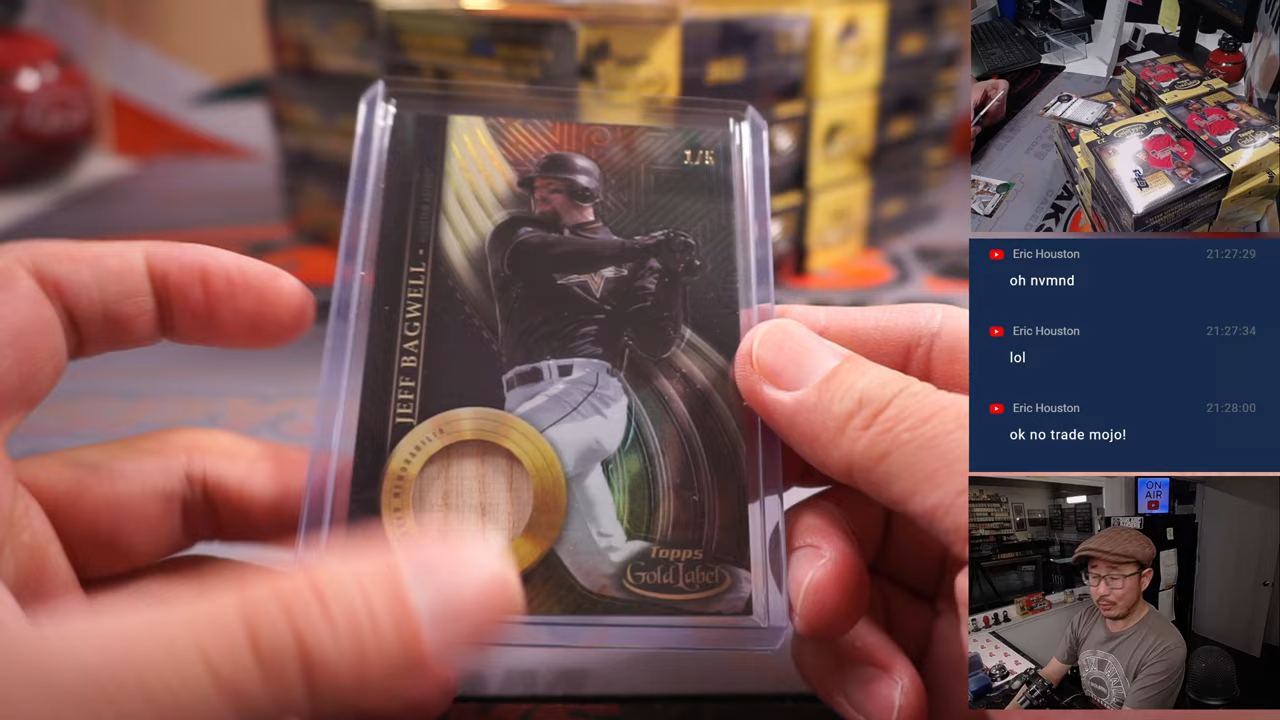 1/5
JEFF BAGWELL
MEMORABILIA
Topps
Gold Label
Eric Houston 21:27:29
oh nvmnd
Eric Houston 21:27:34
lol
Eric Houston 21:28:00
ok no trade mojo!
ON
AIR